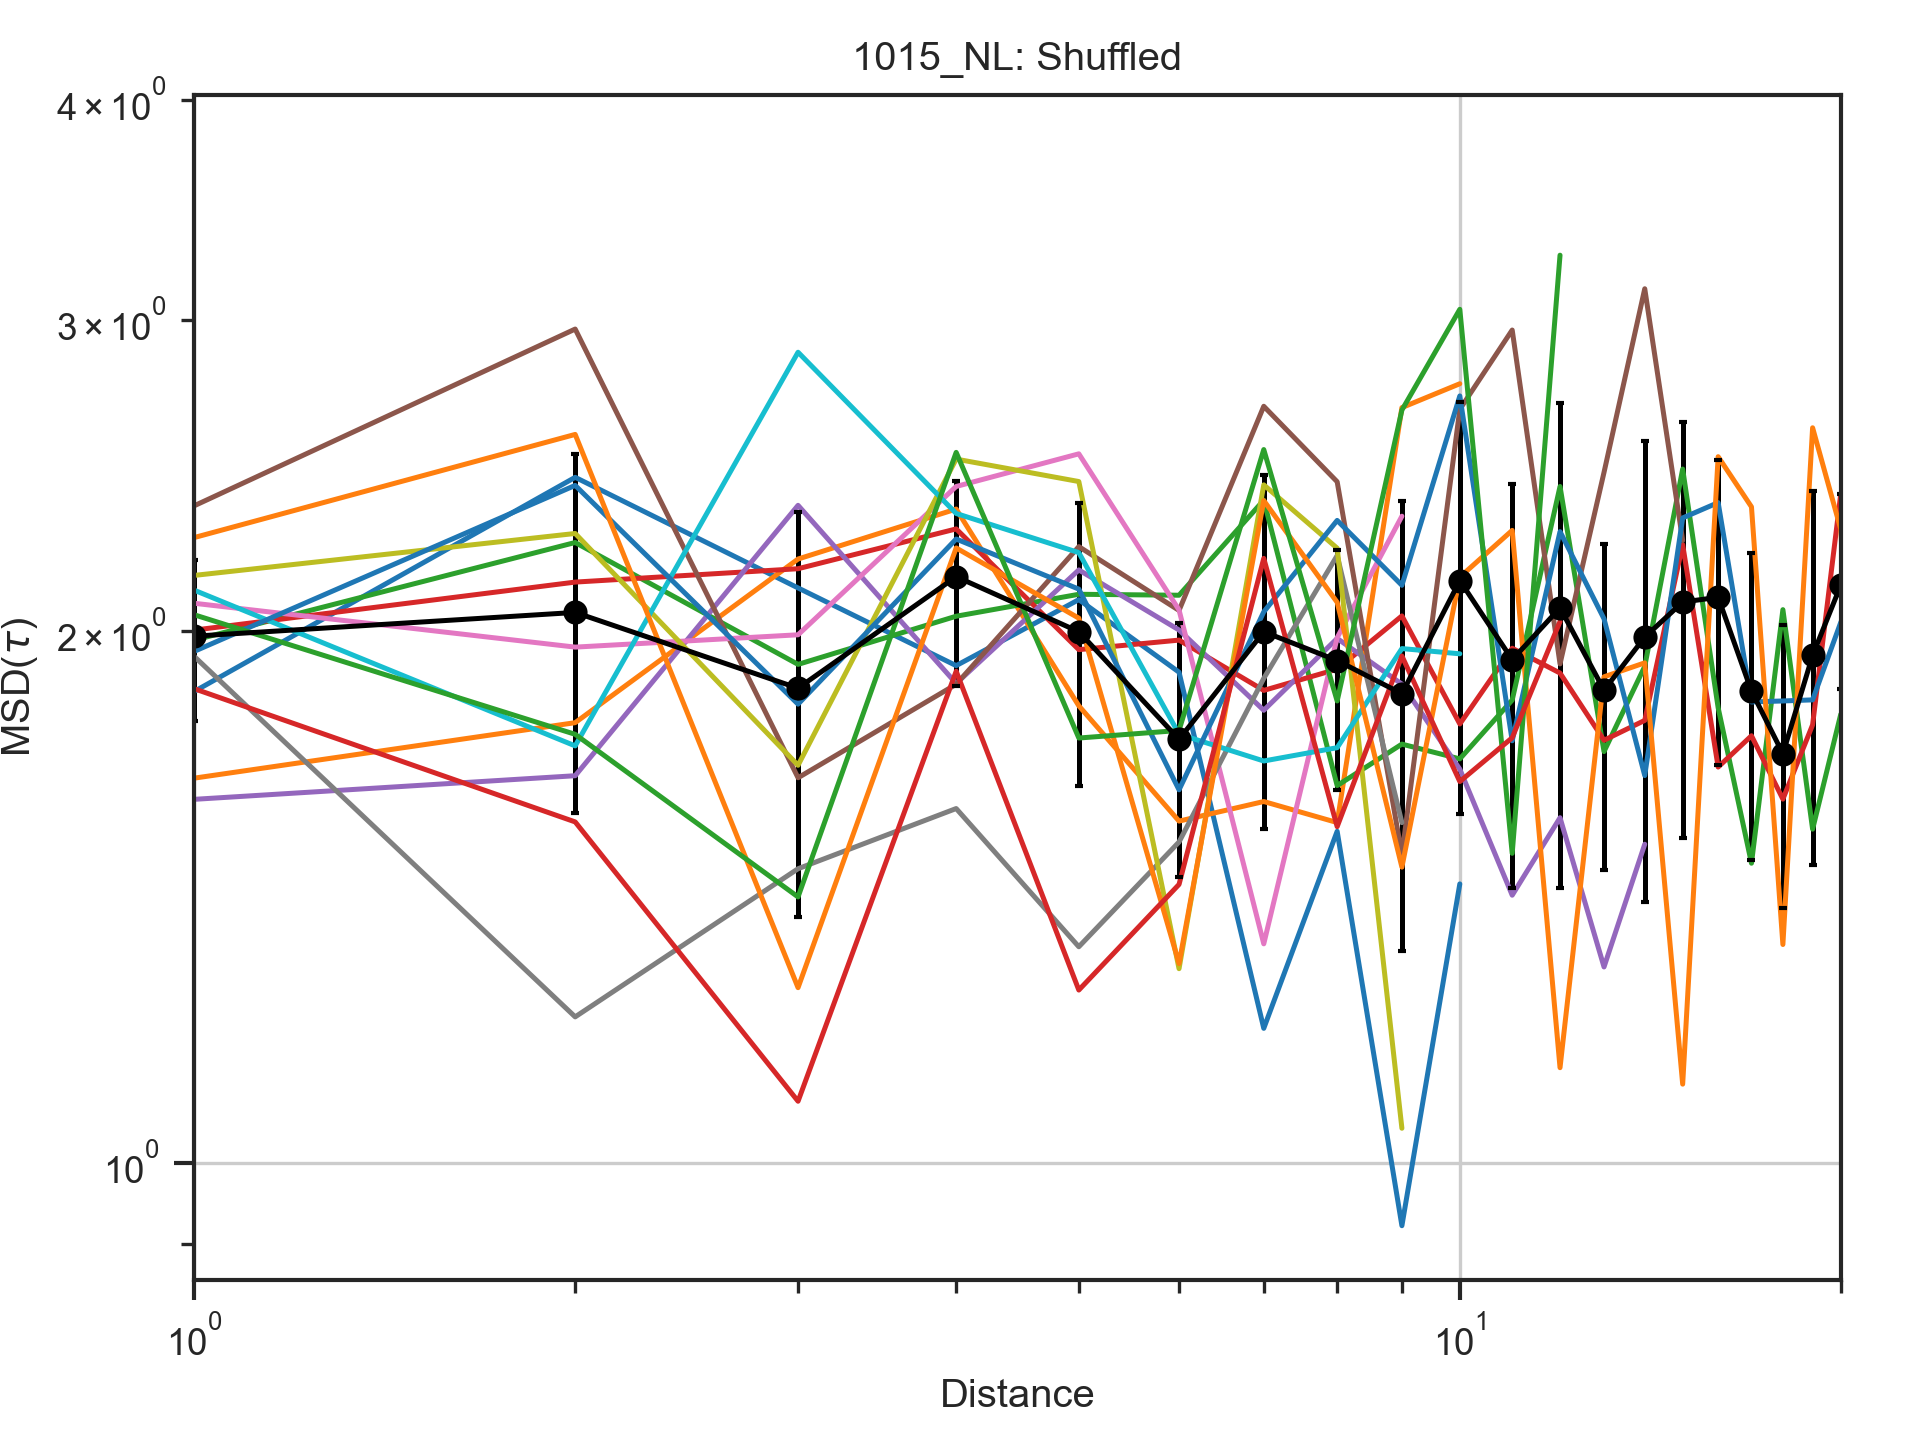 1015_NL: Shuffled
4 × 10⁰
3 × 10⁰
2 × 10⁰
10⁰
MSD(τ)
10⁰ 10¹
Distance